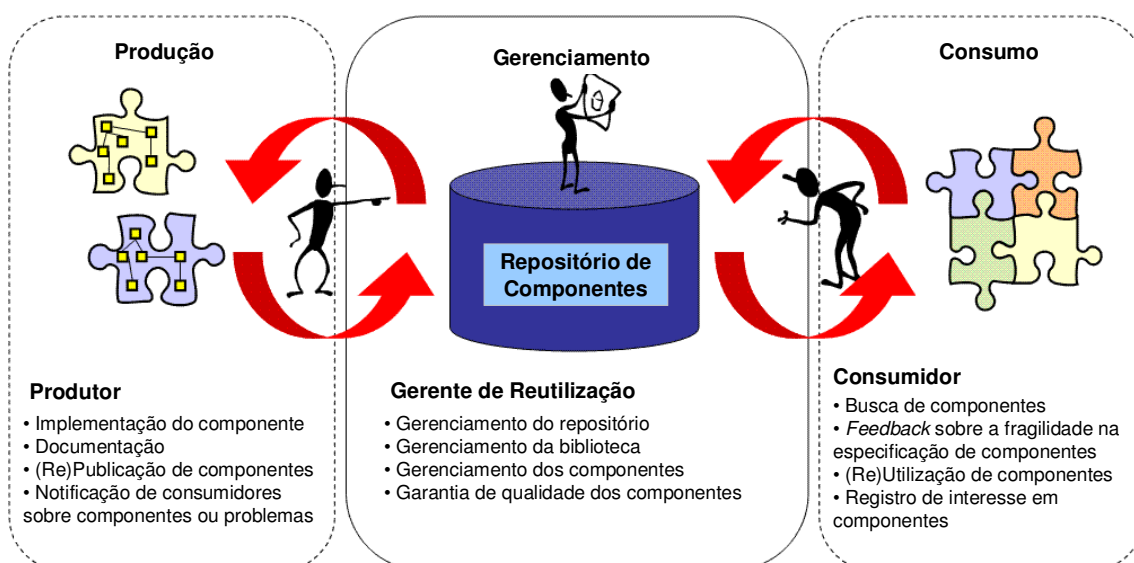 Produção
Gerenciamento
Consumo
Repositório de
Componentes
Produtor
• Implementação do componente
• Documentação
• (Re)Publicação de componentes
• Notificação de consumidores
sobre componentes ou problemas
Gerente de Reutilização
• Gerenciamento do repositório
• Gerenciamento da biblioteca
• Gerenciamento dos componentes
• Garantia de qualidade dos componentes
Consumidor
• Busca de componentes
• Feedback sobre a fragilidade na
especificação de componentes
• (Re)Utilização de componentes
• Registro de interesse em
componentes